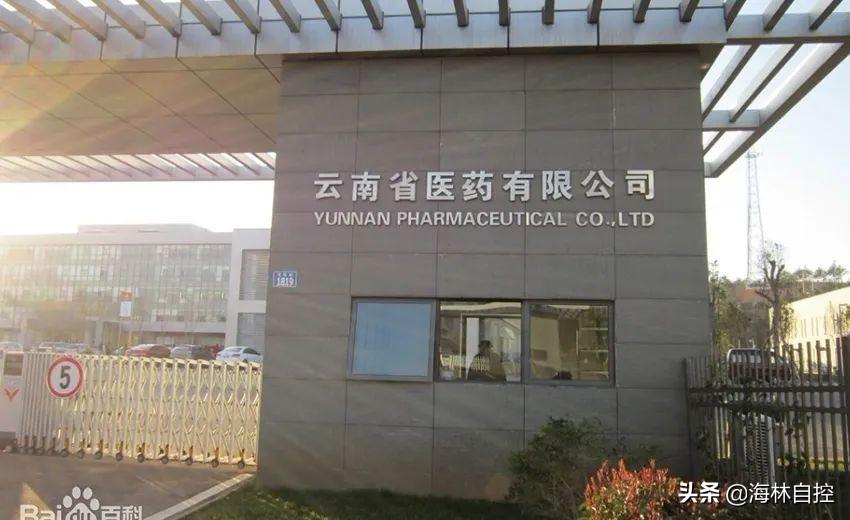 云南省医药有限公司
YUNNAN PHARMACEUTICAL CO.,LTD
1819
5
Bai百科
头条 @海林自控